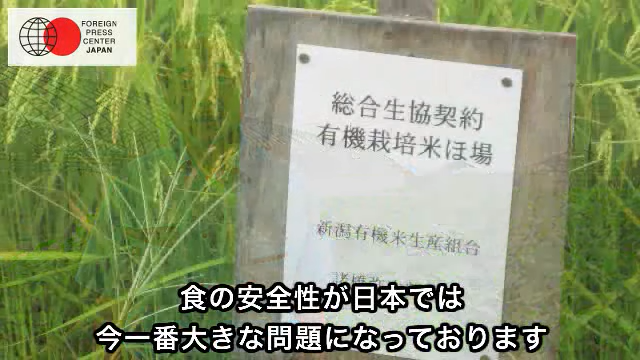 FOREIGN
PRESS
CENTER
JAPAN
総合生協契約
有機栽培米ほ場
新潟有機米生産組合
食の安全性が日本では
今一番大きな問題になっております